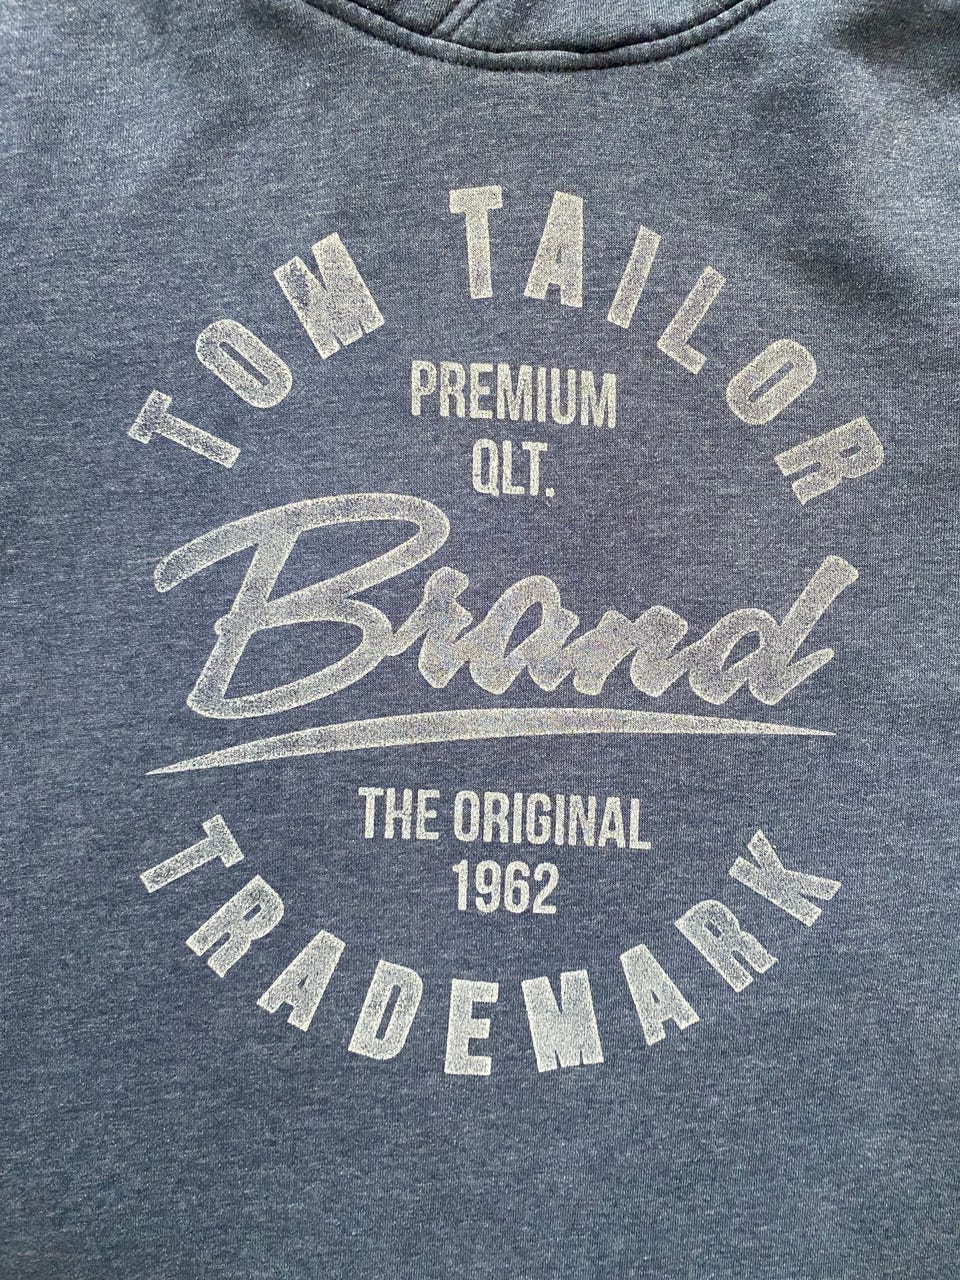 TOM TAILOR
PREMIUM
QLT.
Brand
THE ORIGINAL
1962
TRADEMARK